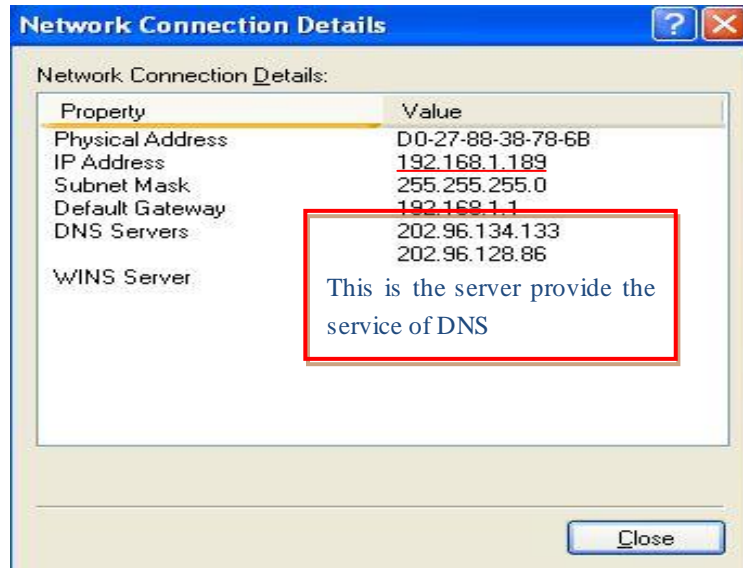 Network Connection Details
Network Connection Details:
Property Value
Physical Address D0-27-88-38-78-6B
IP Address 192.168.1.189
Subnet Mask 255.255.255.0
Default Gateway 192.168.1.1
DNS Servers 202.96.134.133
202.96.128.86
WINS Server
This is the server provide the
service of DNS
Close